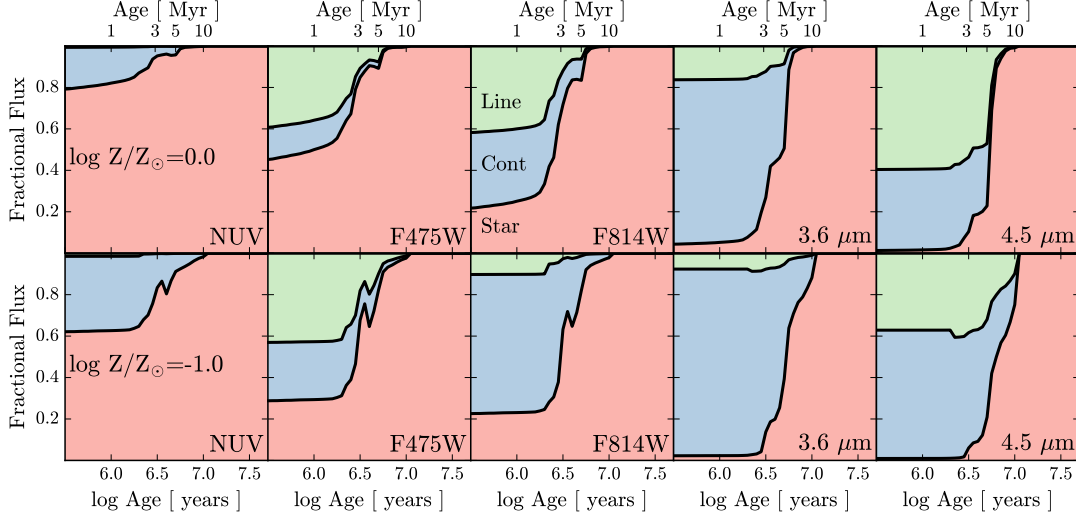 Age [ Myr ] Age [ Myr ] Age [ Myr ] Age [ Myr ] Age [ Myr ]
1 3 5 10 1 3 5 10 1 3 5 10 1 3 5 10 1 3 5 10
Fractional Flux
0.8
0.6
0.4
0.2
log Z/Z⊙=0.0
NUV
F475W
Line
Cont
Star
F814W
3.6 μm
4.5 μm
Fractional Flux
0.8
0.6
0.4
0.2
log Z/Z⊙=-1.0
NUV
F475W
F814W
3.6 μm
4.5 μm
6.0 6.5 7.0 7.5 6.0 6.5 7.0 7.5 6.0 6.5 7.0 7.5 6.0 6.5 7.0 7.5 6.0 6.5 7.0 7.5
log Age [ years ] log Age [ years ] log Age [ years ] log Age [ years ] log Age [ years ]